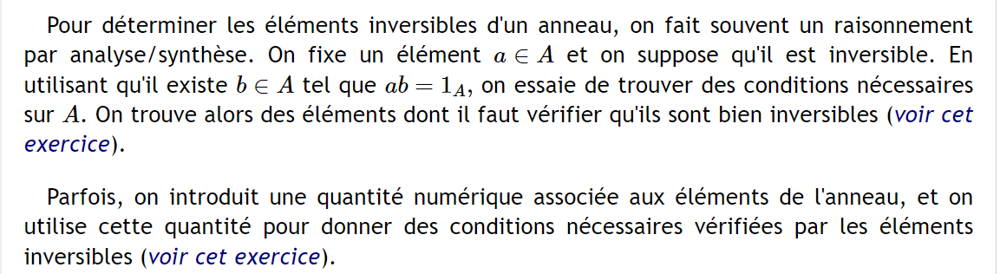 Pour déterminer les éléments inversibles d'un anneau, on fait souvent un raisonnement
par analyse/synthèse. On fixe un élément a ∈ A et on suppose qu'il est inversible. En
utilisant qu'il existe b ∈ A tel que ab = 1_A, on essaie de trouver des conditions nécessaires
sur A. On trouve alors des éléments dont il faut vérifier qu'ils sont bien inversibles (voir cet
exercice).
Parfois, on introduit une quantité numérique associée aux éléments de l'anneau, et on
utilise cette quantité pour donner des conditions nécessaires vérifiées par les éléments
inversibles (voir cet exercice).